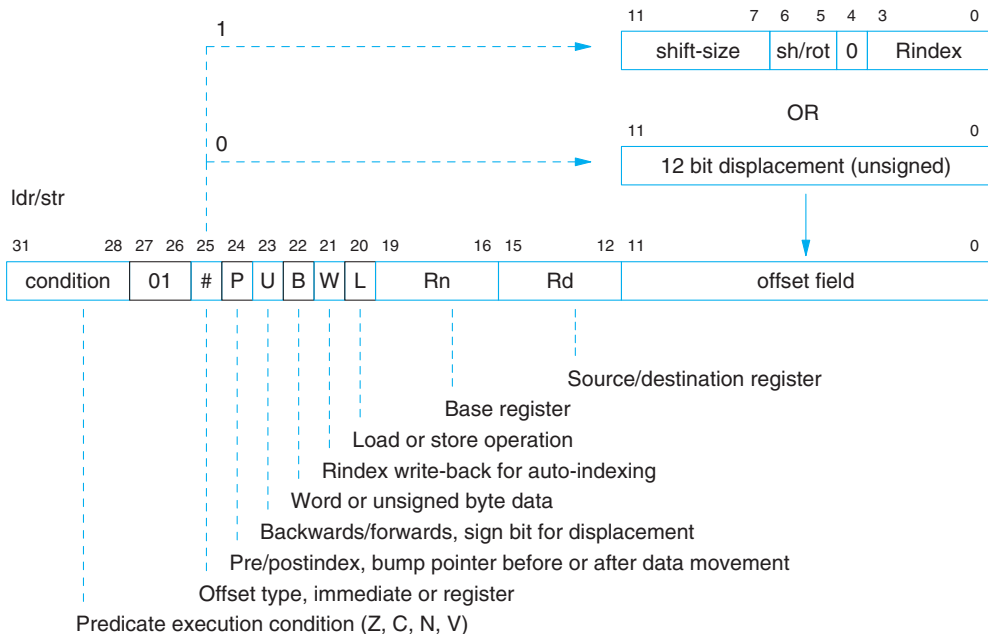 1
11 7 6 5 4 3 0
shift-size sh/rot 0 Rindex
OR
0
11 0
12 bit displacement (unsigned)
ldr/str
31 28 27 26 25 24 23 22 21 20 19 16 15 12 11 0
condition 01 # P U B W L Rn Rd offset field
Source/destination register
Base register
Load or store operation
Rindex write-back for auto-indexing
Word or unsigned byte data
Backwards/forwards, sign bit for displacement
Pre/postindex, bump pointer before or after data movement
Offset type, immediate or register
Predicate execution condition (Z, C, N, V)